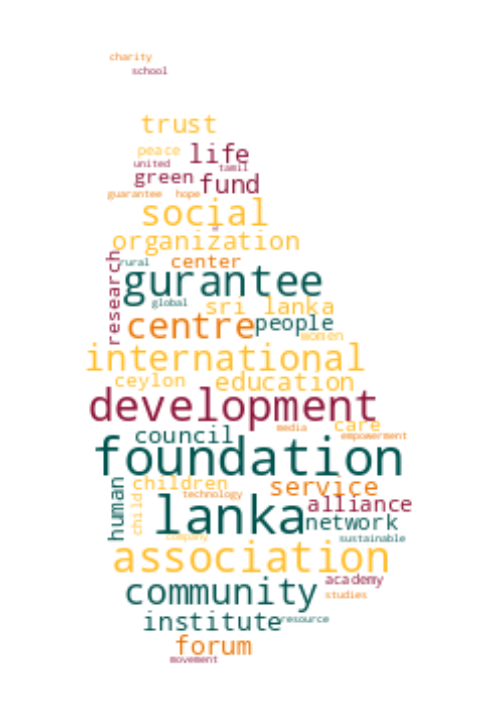 charity
school
trust
peace
life
united
tamil
green
fund
guarantee
hope
social
organization
research
rural
center
gurantee
global
sri lanka
centre
people
women
international
ceylon
education
development
care
media
council
empowerment
foundation
human
children
service
child
technology
lanka
alliance
network
company
sustainable
association
academy
community
studies
institute
resource
forum
movement